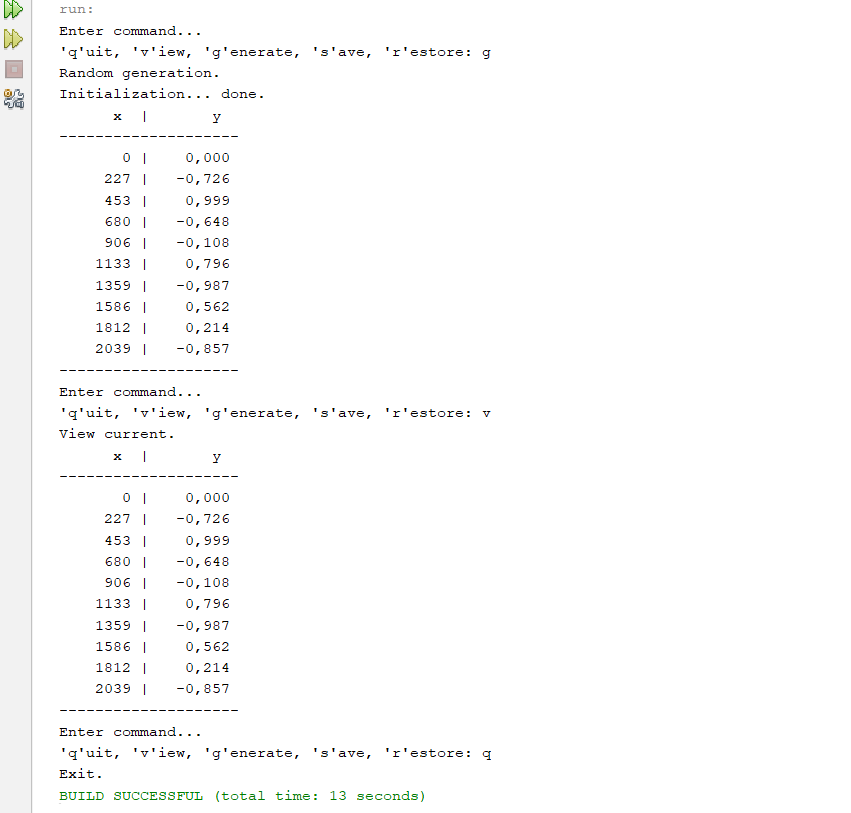 run:
Enter command...
'q'uit, 'v'iew, 'g'enerate, 's'ave, 'r'estore: g
Random generation.
Initialization... done.
x | y
--------------------
0 | 0,000
227 | -0,726
453 | 0,999
680 | -0,648
906 | -0,108
1133 | 0,796
1359 | -0,987
1586 | 0,562
1812 | 0,214
2039 | -0,857
--------------------
Enter command...
'q'uit, 'v'iew, 'g'enerate, 's'ave, 'r'estore: v
View current.
x | y
--------------------
0 | 0,000
227 | -0,726
453 | 0,999
680 | -0,648
906 | -0,108
1133 | 0,796
1359 | -0,987
1586 | 0,562
1812 | 0,214
2039 | -0,857
--------------------
Enter command...
'q'uit, 'v'iew, 'g'enerate, 's'ave, 'r'estore: q
Exit.
BUILD SUCCESSFUL (total time: 13 seconds)